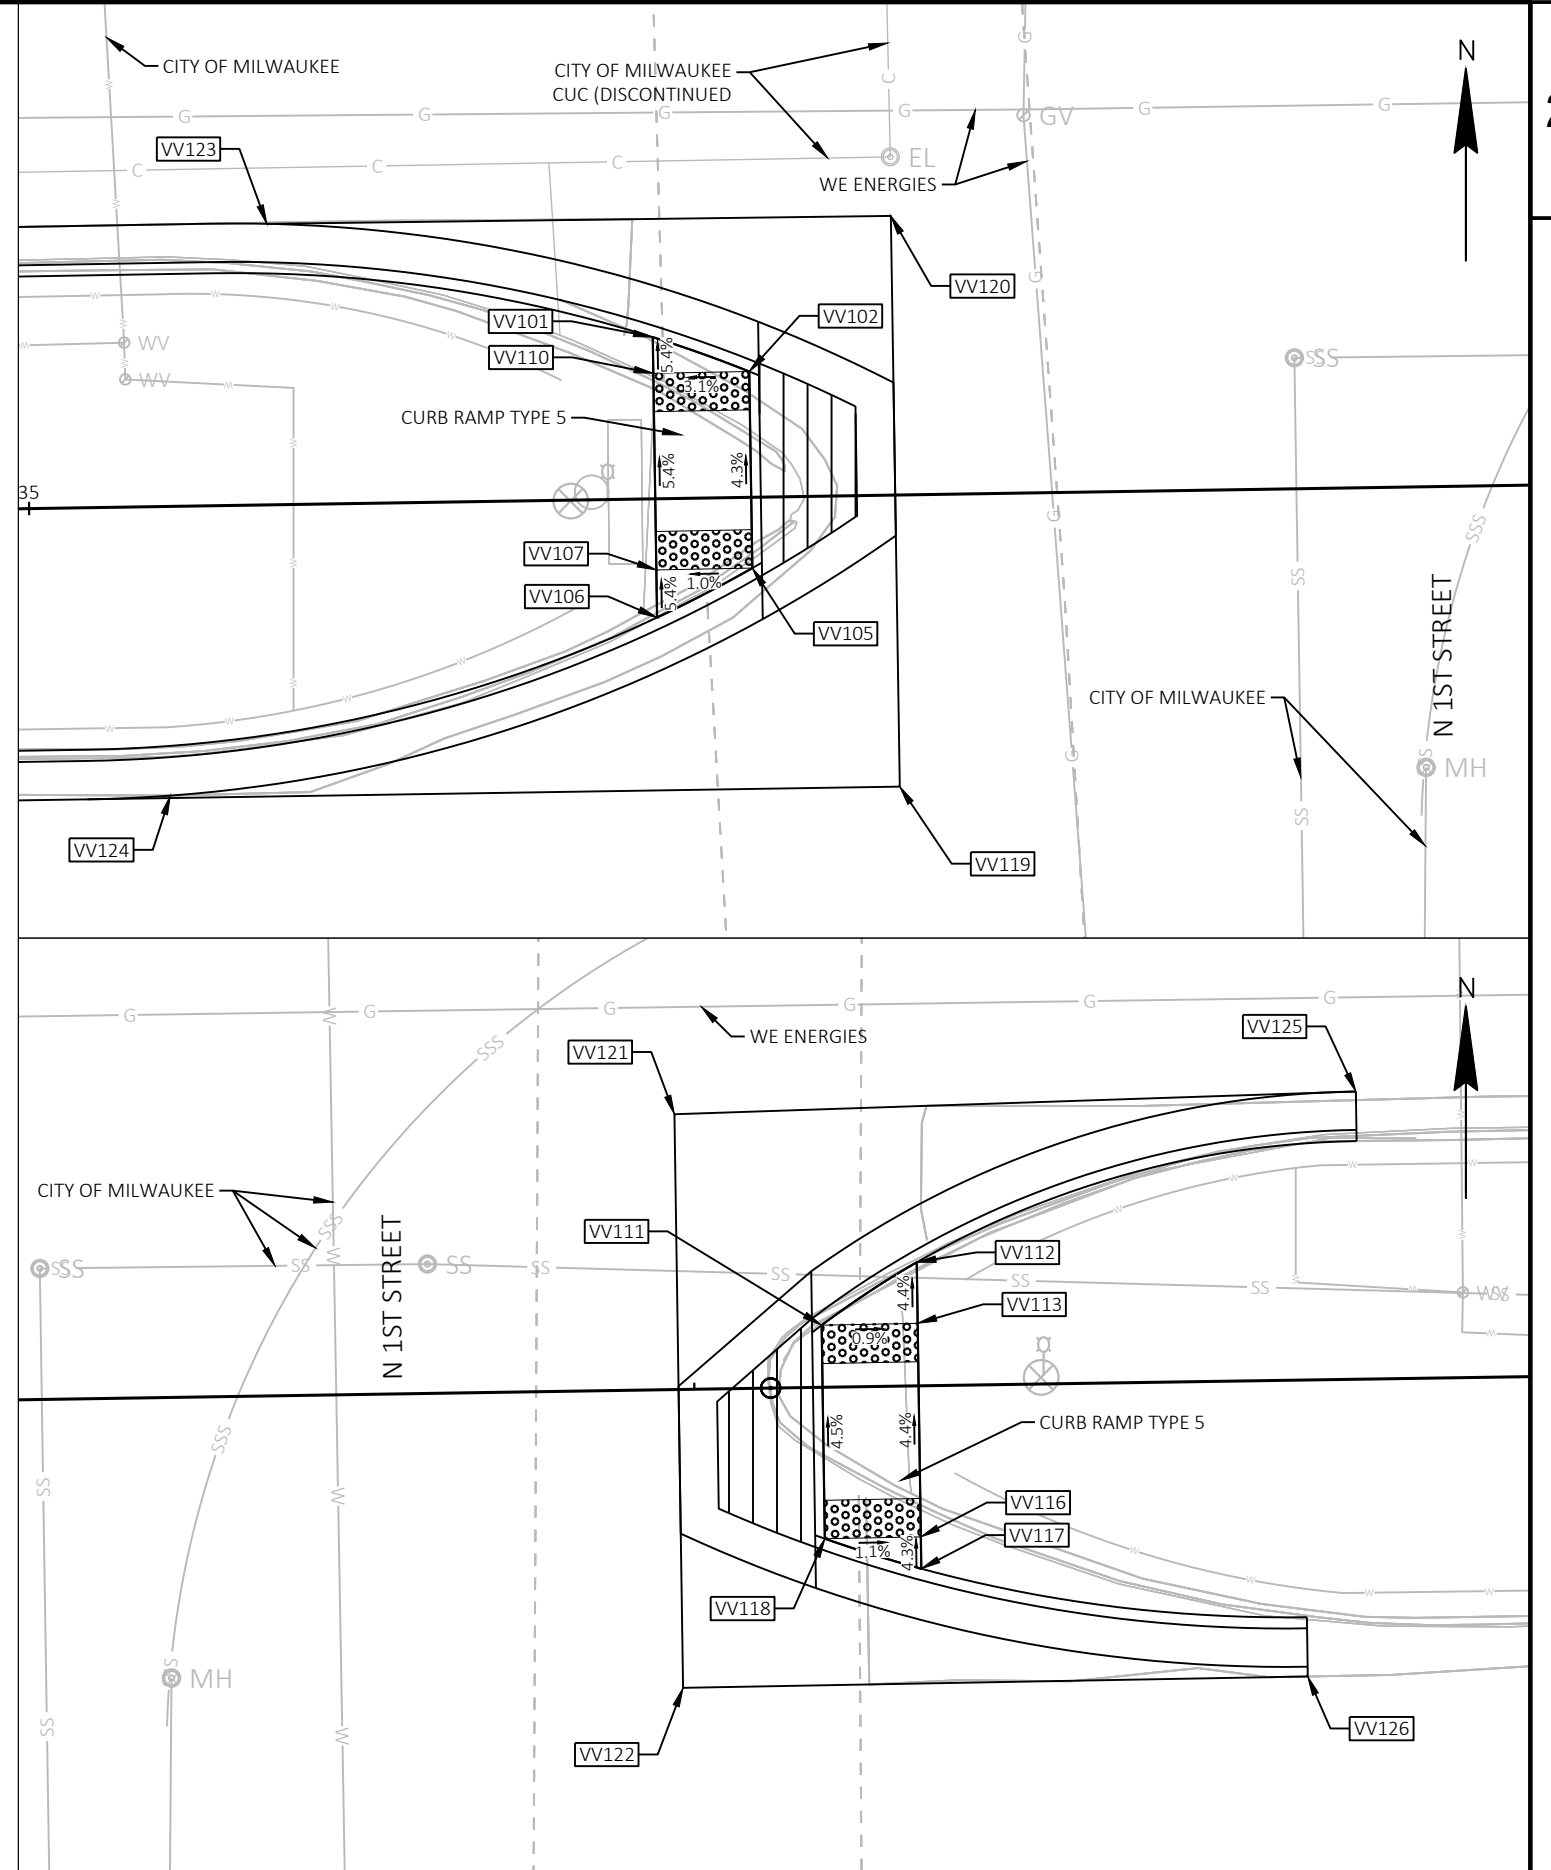 CITY OF MILWAUKEE
CITY OF MILWAUKEE
CUC (DISCONTINUED
N
G G G G G G
GV
VV123
C C C
C
EL
WE ENERGIES
VV120
VV101
VV102
VV110
WV
WV
SS
5.4%
3.1%
CURB RAMP TYPE 5
5.4%
4.3%
35
VV107
1.0%
5.4%
VV106
VV105
SSS
SS
N 1ST STREET
CITY OF MILWAUKEE
MH
SS
VV124
VV119
N
G G G G G G
WE ENERGIES
VV125
VV121
SSS
CITY OF MILWAUKEE
N 1ST STREET
VV111
VV112
SS SS SS SS SS SS
4.4%
VV113
0.9%
WV
4.5%
4.4%
CURB RAMP TYPE 5
SSS
VV116
VV117
1.1%
4.3%
VV118
MH
VV122
VV126